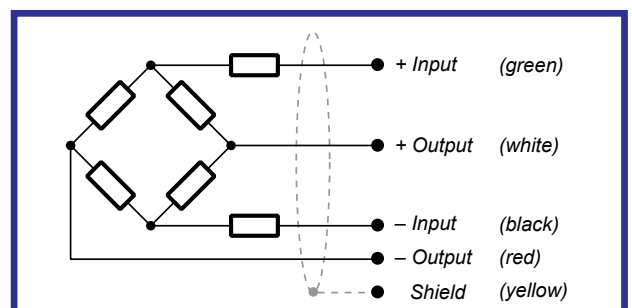 + Input (green)
+ Output (white)
– Input (black)
– Output (red)
Shield (yellow)